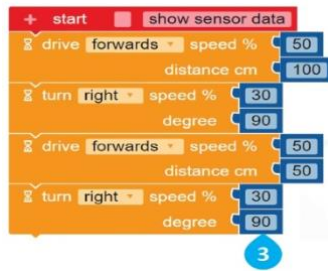 + start show sensor data
drive forwards speed % 50
distance cm 100
turn right speed % 30
degree 90
drive forwards speed % 50
distance cm 50
turn right speed % 30
degree 90
3